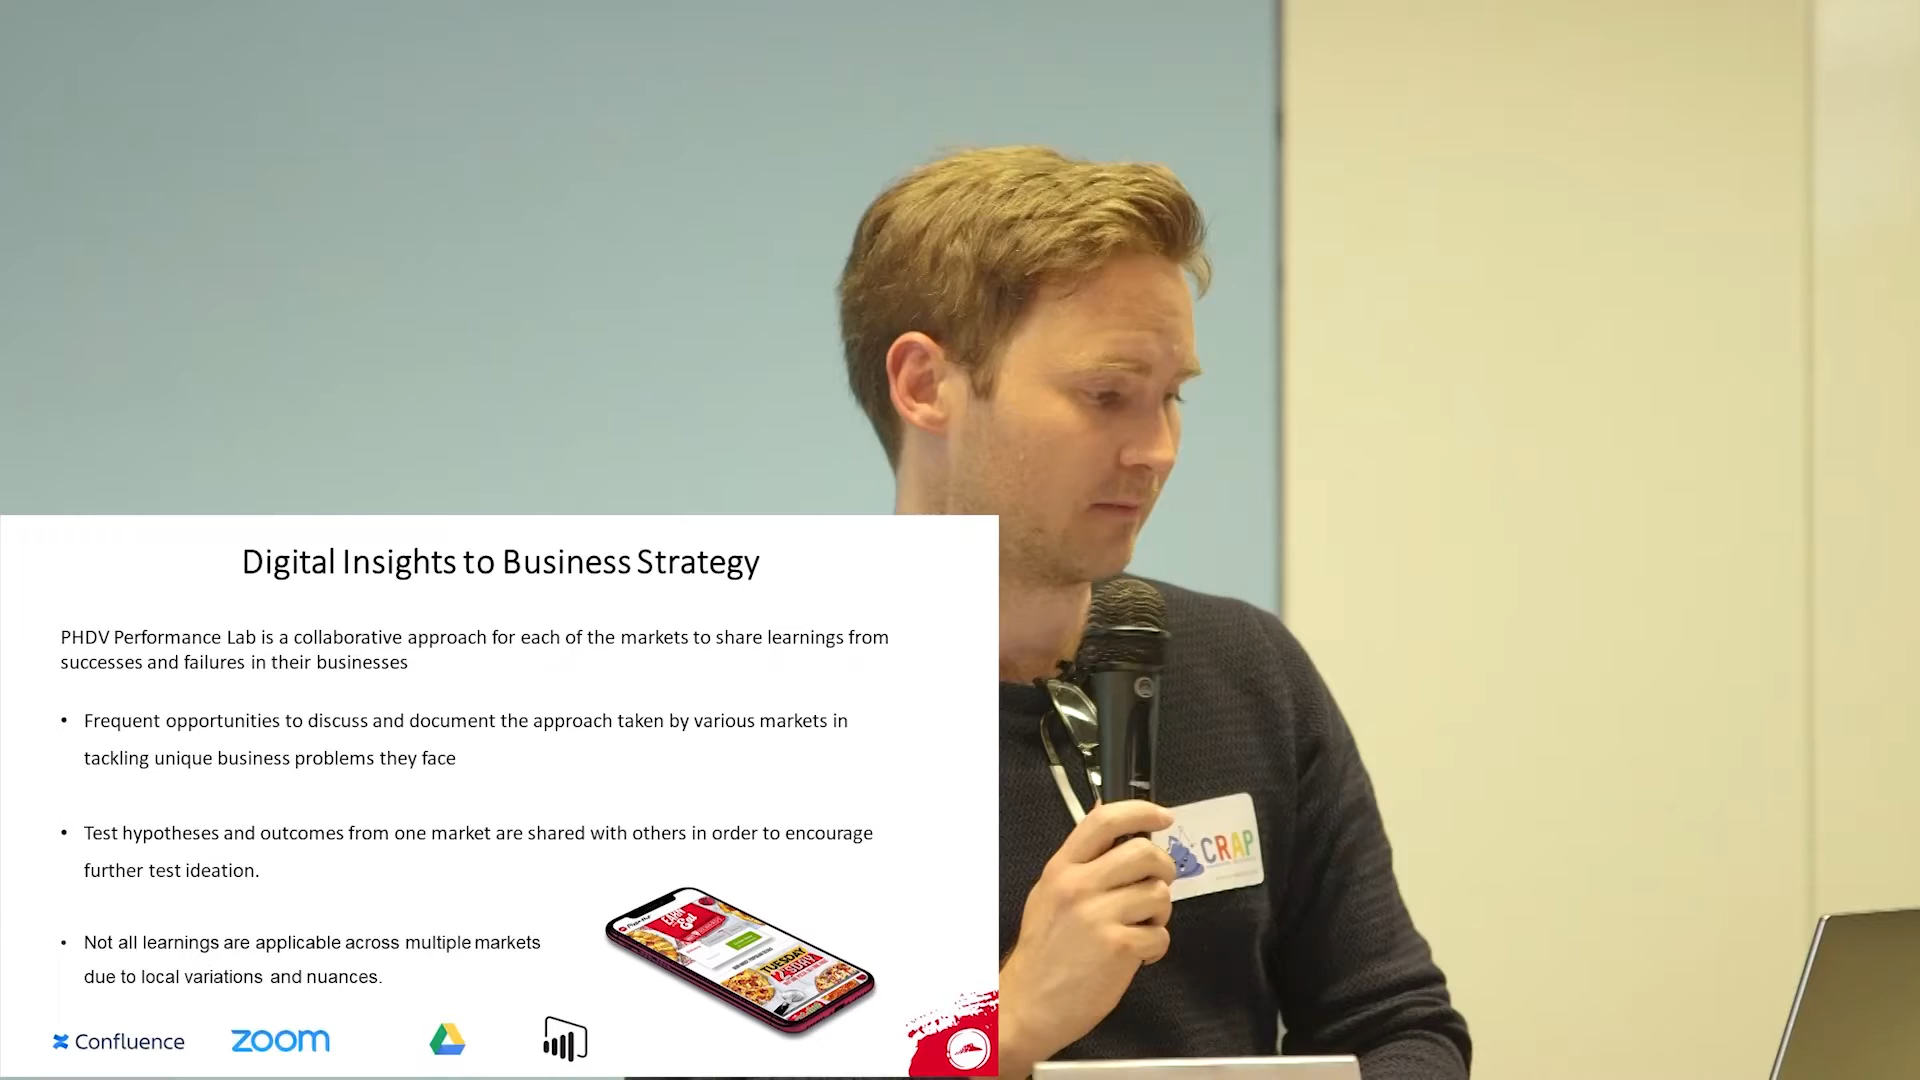 Digital Insights to Business Strategy
PHDV Performance Lab is a collaborative approach for each of the markets to share learnings from
successes and failures in their businesses
• Frequent opportunities to discuss and document the approach taken by various markets in
tackling unique business problems they face
• Test hypotheses and outcomes from one market are shared with others in order to encourage
further test ideation.
• Not all learnings are applicable across multiple markets
due to local variations and nuances.
Confluence
zoom
EARN
TUESDAY
CRAP